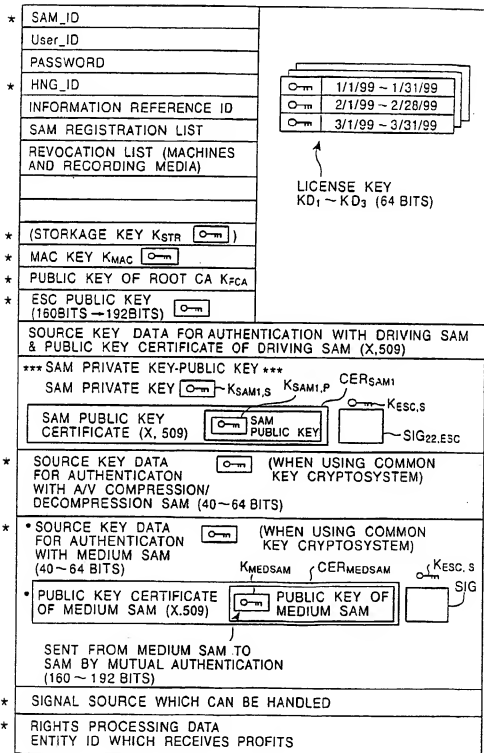 * SAM_ID
User_ID
PASSWORD
* HNG_ID
INFORMATION REFERENCE ID
SAM REGISTRATION LIST
REVOCATION LIST (MACHINES
AND RECORDING MEDIA)
1/1/99 ~ 1/31/99
2/1/99 ~ 2/28/99
3/1/99 ~ 3/31/99
LICENSE KEY
KD1 ~ KD3 (64 BITS)
* (STORKAGE KEY KSTR )
* MAC KEY KMAC
* PUBLIC KEY OF ROOT CA KFCA
* ESC PUBLIC KEY
(160BITS → 192BITS)
SOURCE KEY DATA FOR AUTHENTICATION WITH DRIVING SAM
& PUBLIC KEY CERTIFICATE OF DRIVING SAM (X,509)
*** SAM PRIVATE KEY-PUBLIC KEY ***
SAM PRIVATE KEY KSAM1,S KSAM1,P CERSAM1
KESC,S
SAM PUBLIC KEY
CERTIFICATE (X, 509)
SAM
PUBLIC KEY
SIG22,ESC
* SOURCE KEY DATA
FOR AUTHENTICATON
WITH A/V COMPRESSION/
DECOMPRESSION SAM (40~64 BITS)
(WHEN USING COMMON
KEY CRYPTOSYSTEM)
* • SOURCE KEY DATA
FOR AUTHENTICATON
WITH MEDIUM SAM
(40~64 BITS)
(WHEN USING COMMON
KEY CRYPTOSYSTEM)
KMEDSAM CERMEDSAM KESC, S
SIG
• PUBLIC KEY CERTIFICATE
OF MEDIUM SAM (X.509)
PUBLIC KEY OF
MEDIUM SAM
SENT FROM MEDIUM SAM TO
SAM BY MUTUAL AUTHENTICATION
(160 ~ 192 BITS)
* SIGNAL SOURCE WHICH CAN BE HANDLED
* RIGHTS PROCESSING DATA
ENTITY ID WHICH RECEIVES PROFITS